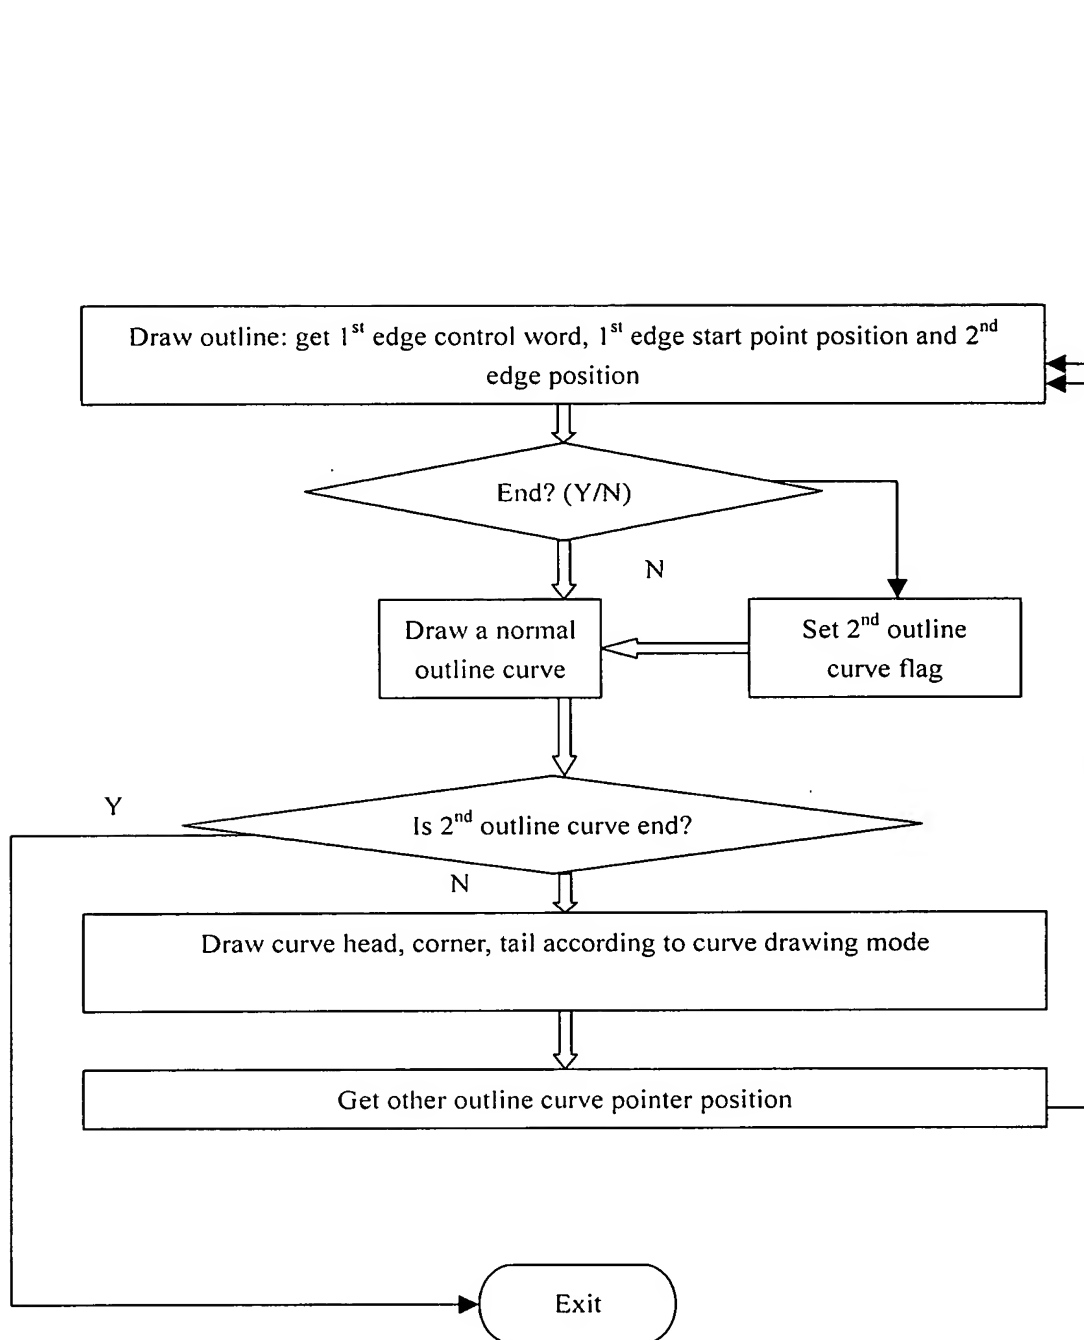 Draw outline: get 1st edge control word, 1st edge start point position and 2nd
edge position
End? (Y/N)
N
Draw a normal
outline curve
Set 2nd outline
curve flag
Y
Is 2nd outline curve end?
N
Draw curve head, corner, tail according to curve drawing mode
Get other outline curve pointer position
Exit